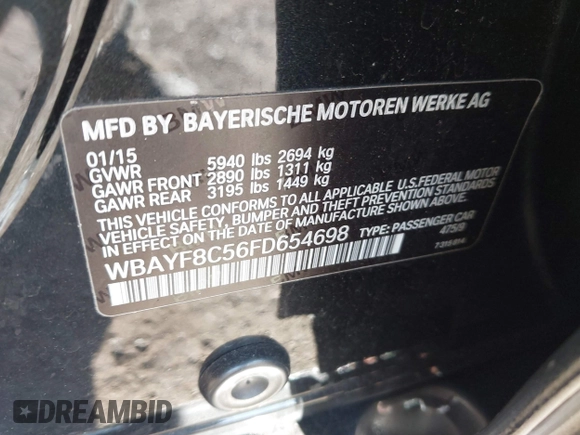 MFD BY BAYERISCHE MOTOREN WERKE AG
01/15
GVWR 5940 lbs 2694 kg
GAWR FRONT 2890 lbs 1311 kg
GAWR REAR 3195 lbs 1449 kg
THIS VEHICLE CONFORMS TO ALL APPLICABLE U.S.FEDERAL MOTOR
VEHICLE SAFETY, BUMPER AND THEFT PREVENTION STANDARDS
IN EFFECT ON THE DATE OF MANUFACTURE SHOWN ABOVE.
WBAYF8C56FD654698 TYPE: PASSENGER CAR
475/9
DREAMBID